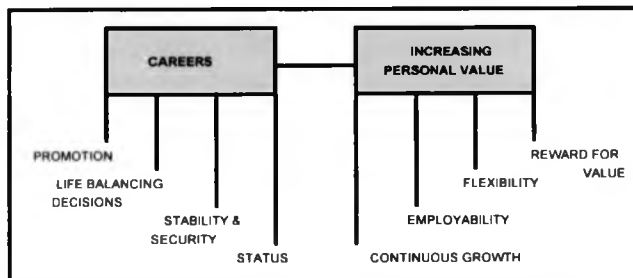 CAREERS
INCREASING
PERSONAL VALUE
PROMOTION
LIFE BALANCING
DECISIONS
STABILITY &
SECURITY
STATUS
REWARD FOR
VALUE
FLEXIBILITY
EMPLOYABILITY
CONTINUOUS GROWTH